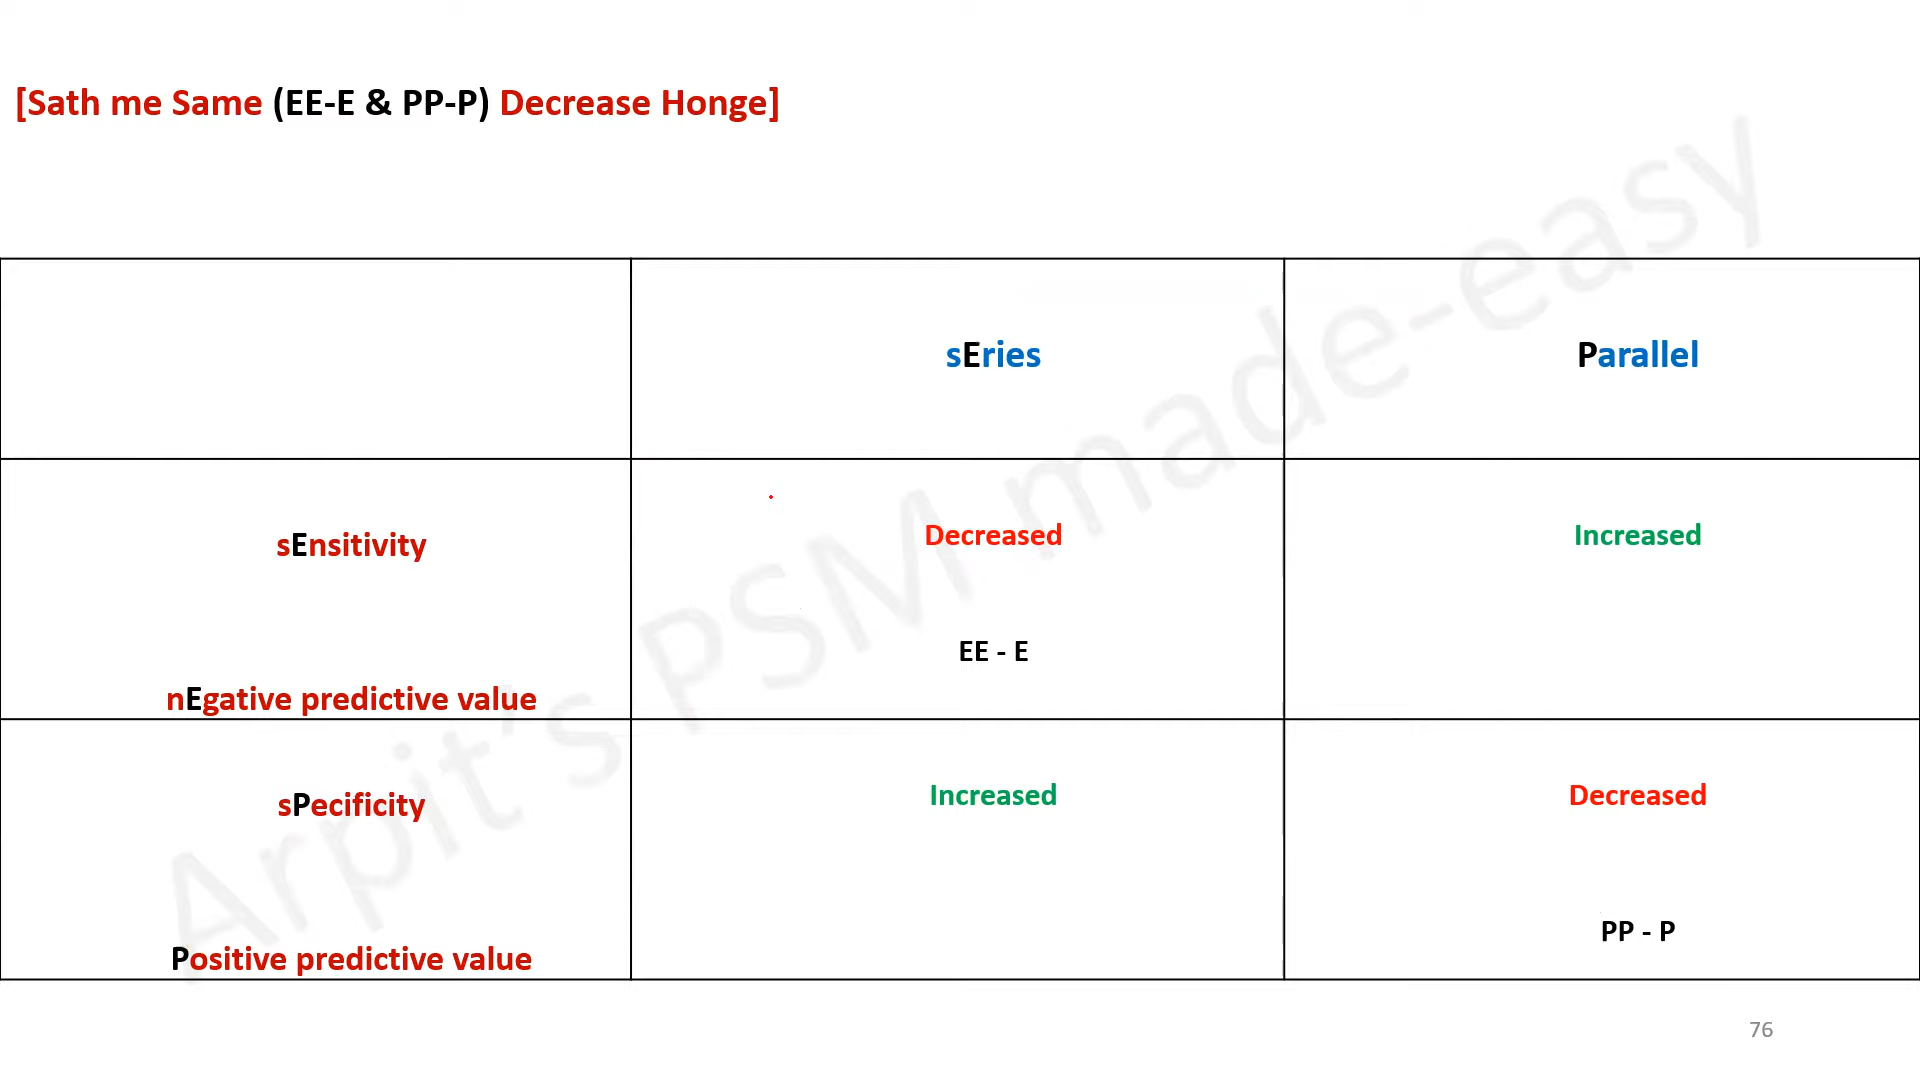 [Sath me Same (EE-E & PP-P) Decrease Honge]
sEries
Parallel
sEnsitivity
Decreased
Increased
EE - E
nEgative predictive value
sPecificity
Increased
Decreased
PP - P
Positive predictive value
Arpit's PSM made-easy
76